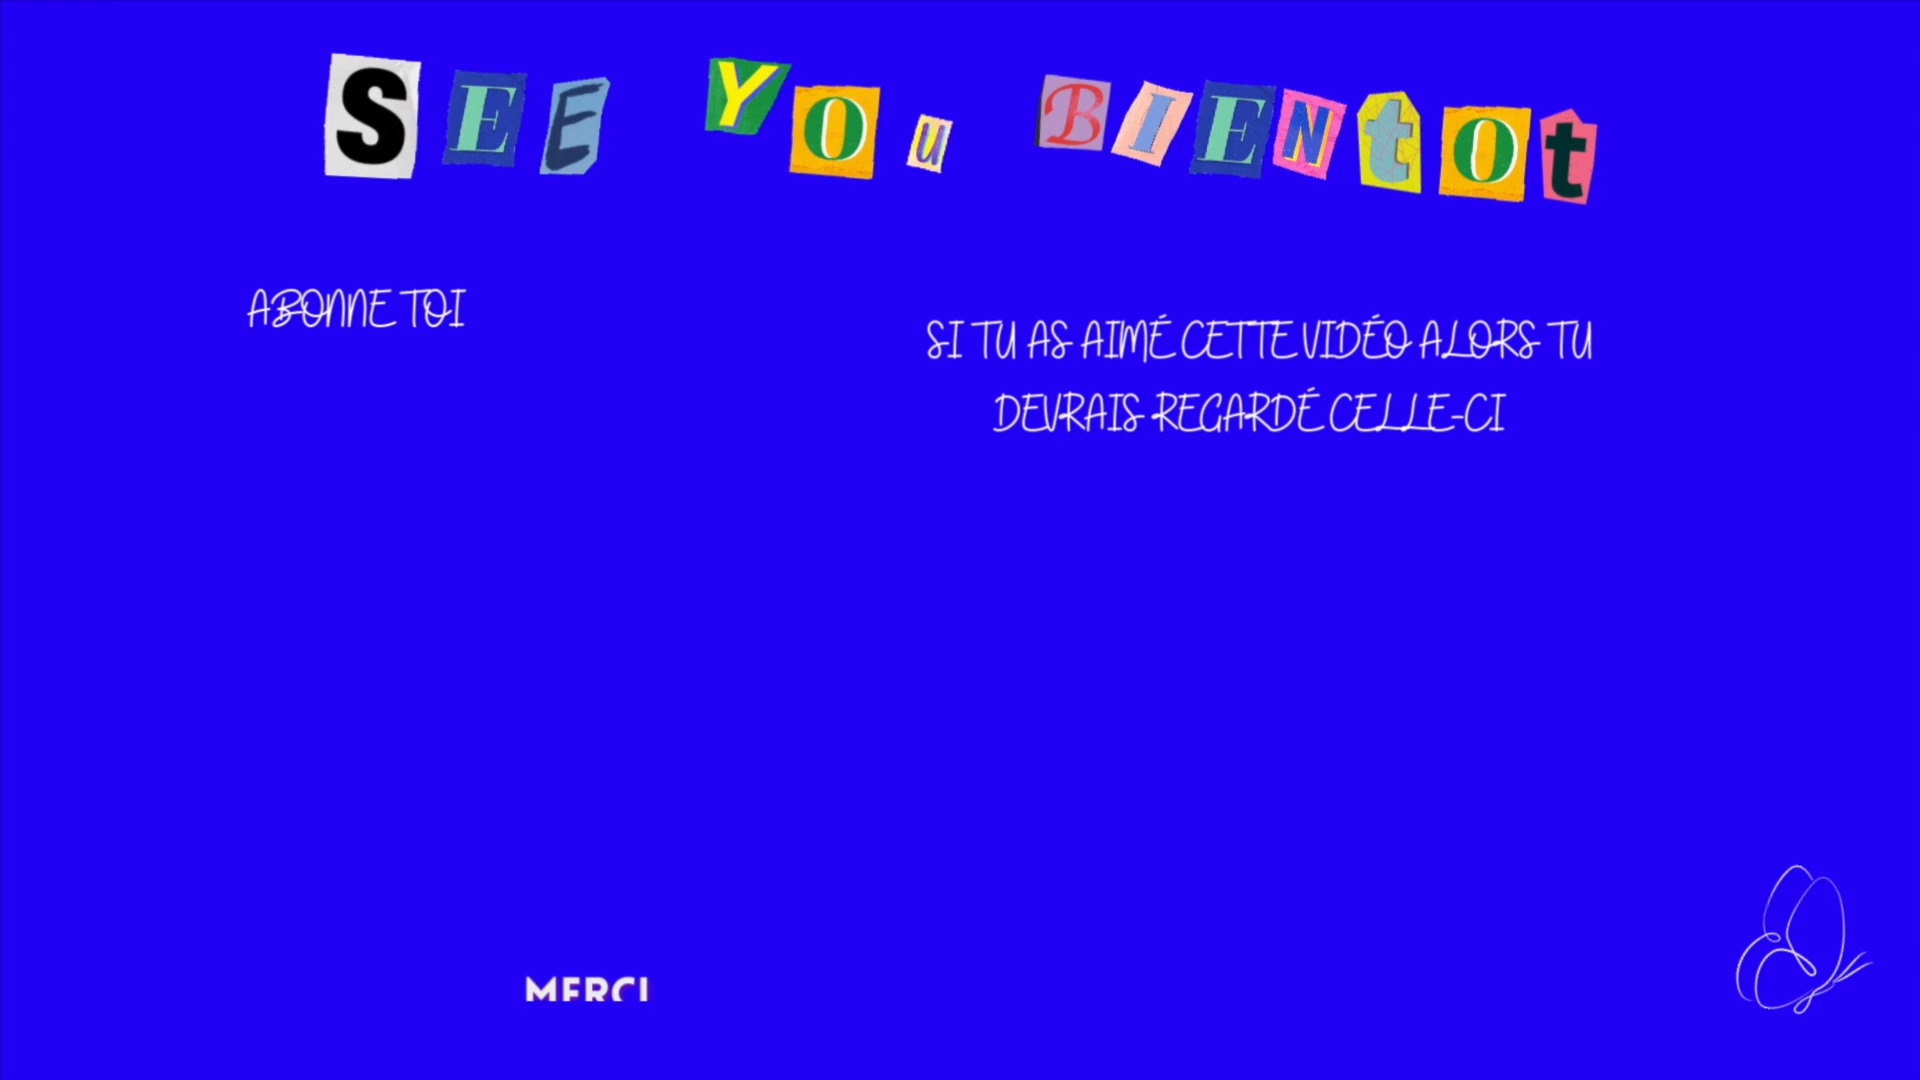 SEE YOu BIENtOt
ABONNE TOI
SI TU AS AIMÉ CETTE VIDÉO ALORS TU
DEVRAIS REGARDÉ CELLE-CI
MERCI